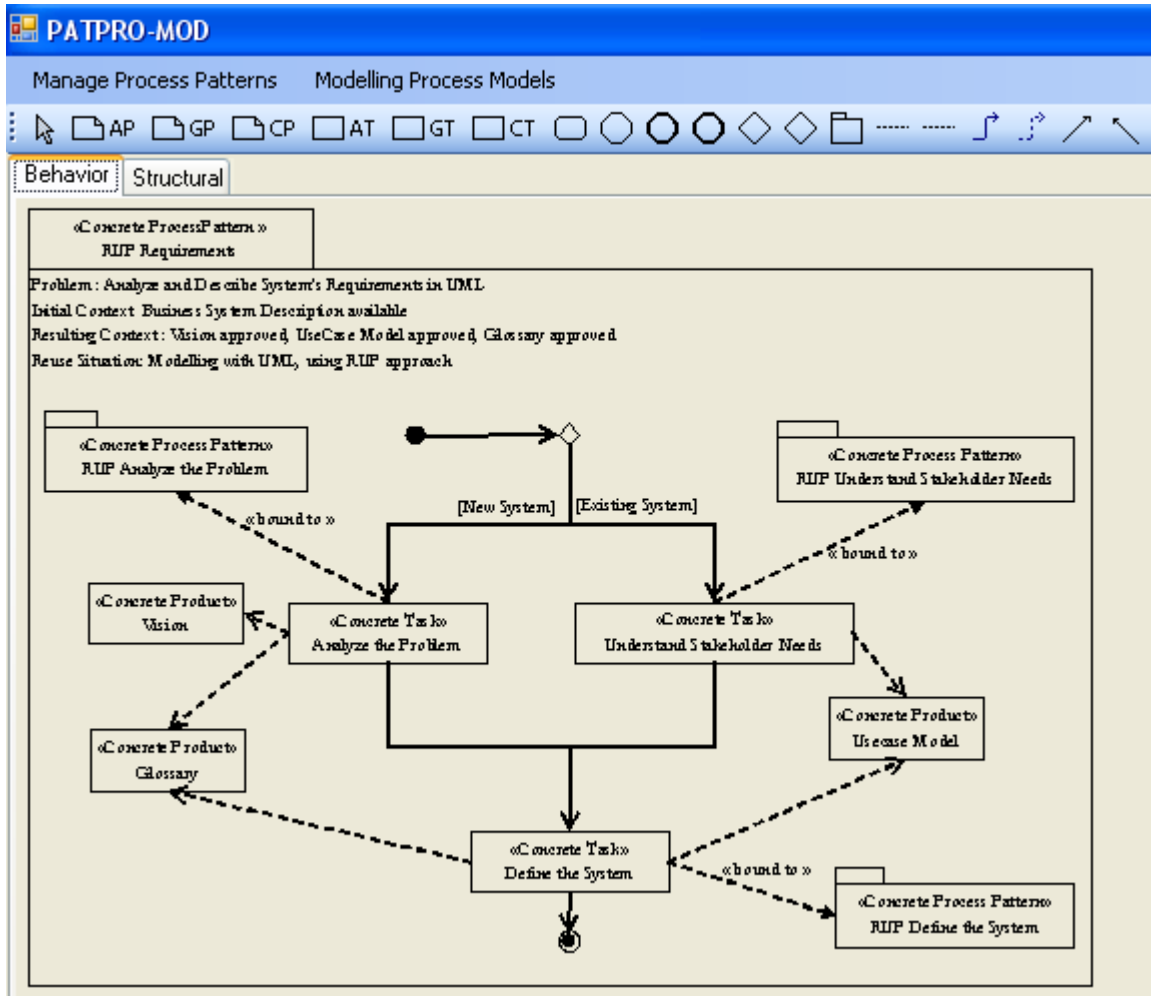 PATPRO-MOD
Manage Process Patterns Modelling Process Models
AP GP CP AT GT CT
Behavior Structural
«Concrete ProcessPattern »
RUP Requirements
Problem : Analyze and Describe System's Requirements in UML
Initial Context Business System Description available
Resulting Context : Vision approved, UseCase Model approved, Glossary approved
Reuse Situation: Modelling with UML, using RUP approach
«Concrete Process Pattern»
RUP Analyze the Problem
«Concrete Process Pattern»
RUP Understand Stakeholder Needs
[New System] [Existing System]
«bound to »
« bound to »
«Concrete Product»
Vision
«Concrete Task»
Analyze the Problem
«Concrete Task»
Understand Stakeholder Needs
«Concrete Product»
Glossary
«Concrete Product»
Usecase Model
«Concrete Task»
Define the System
«bound to »
«Concrete Process Pattern»
RUP Define the System